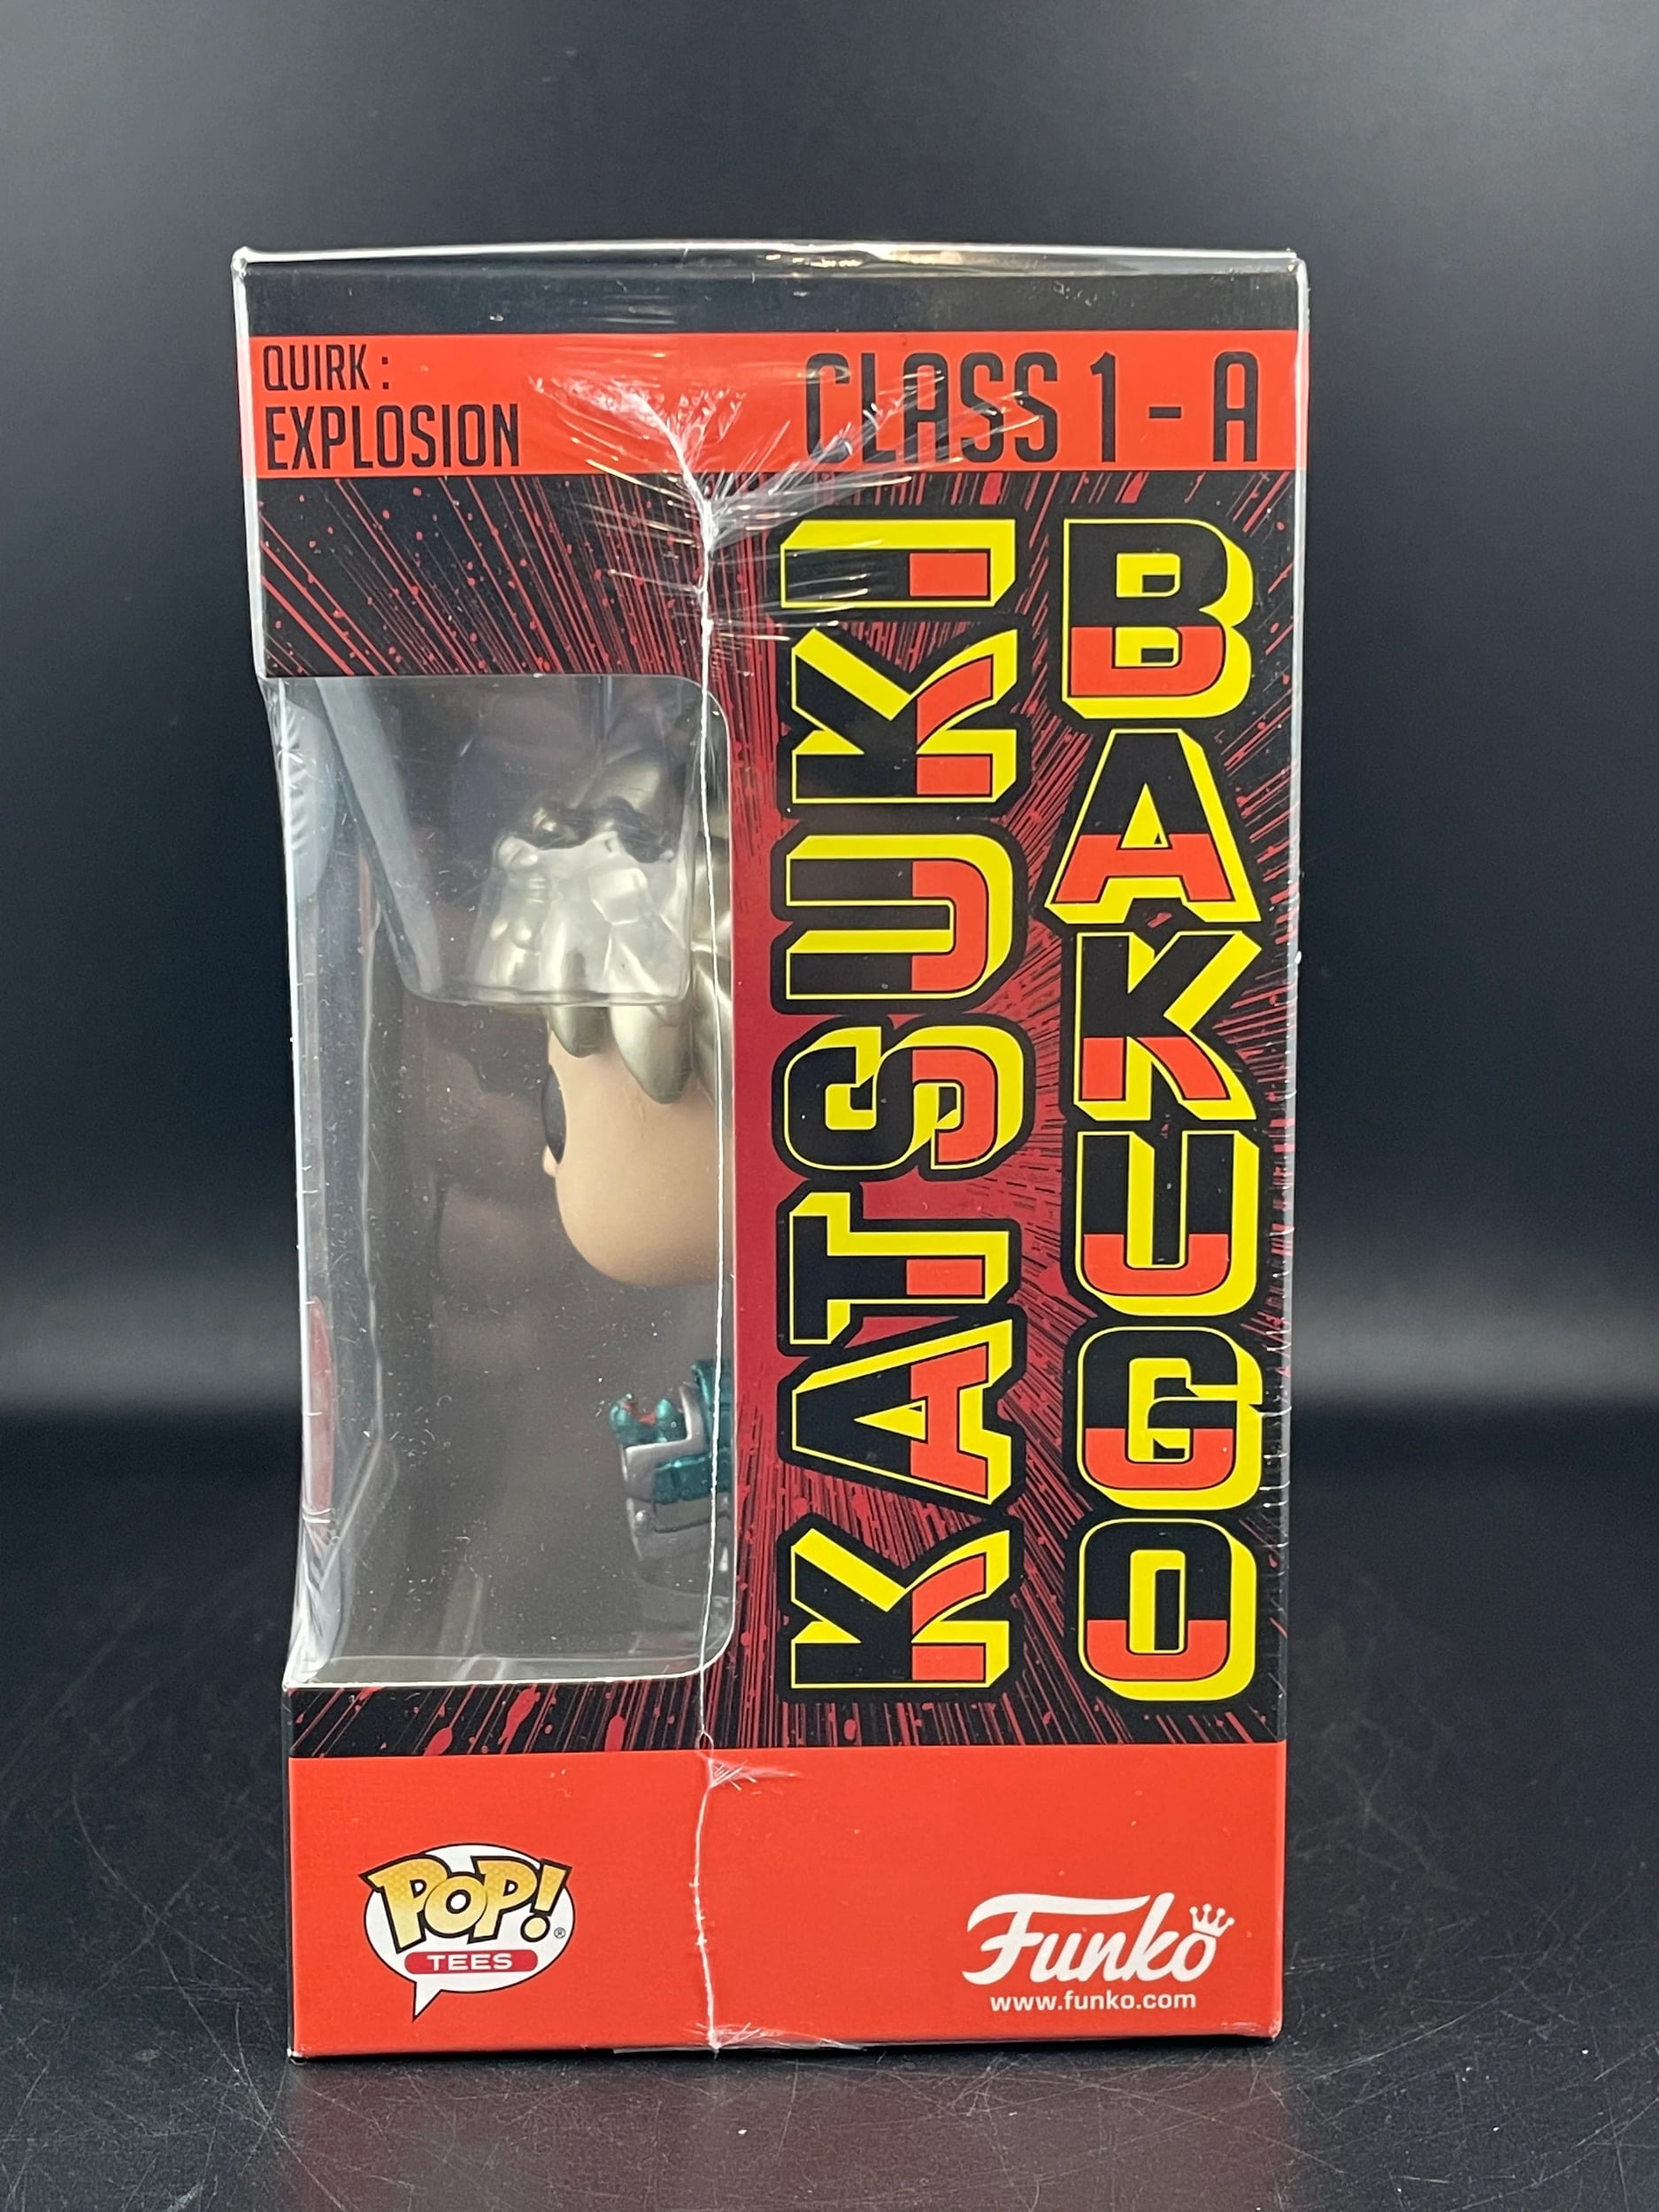 QUIRK :
EXPLOSION
CLASS 1 - A
KATSUKI
BAKUGO
POP! ®
TEES
Funko
www.funko.com